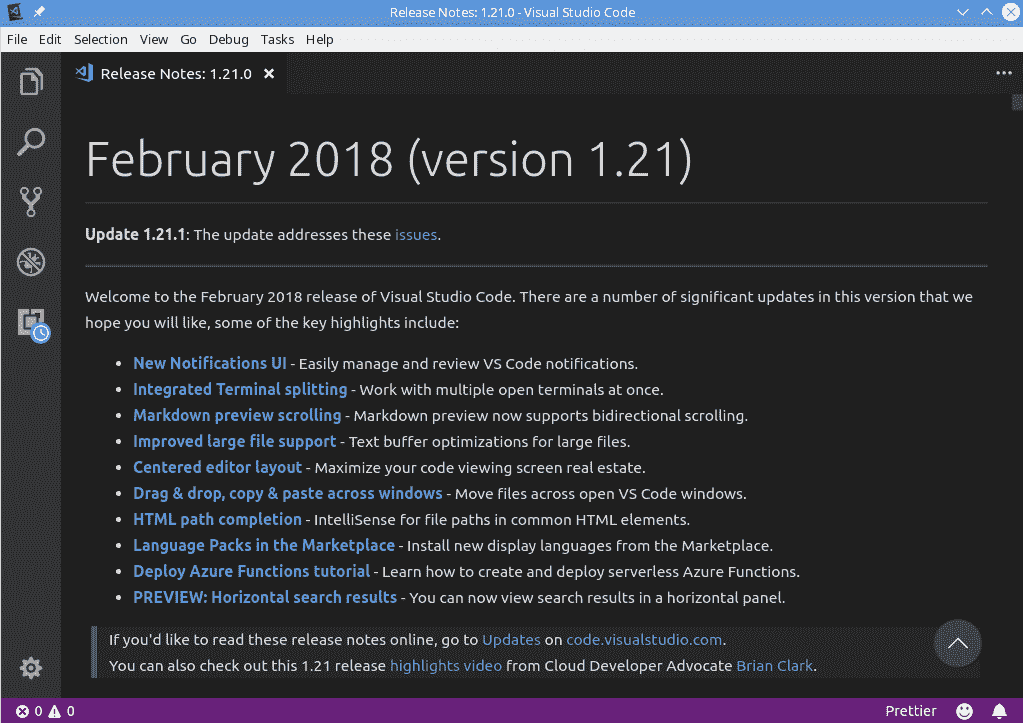 Release Notes: 1.21.0 - Visual Studio Code
File Edit Selection View Go Debug Tasks Help
Release Notes: 1.21.0
February 2018 (version 1.21)
Update 1.21.1: The update addresses these issues.
Welcome to the February 2018 release of Visual Studio Code. There are a number of significant updates in this version that we
hope you will like, some of the key highlights include:
• New Notifications UI - Easily manage and review VS Code notifications.
• Integrated Terminal splitting - Work with multiple open terminals at once.
• Markdown preview scrolling - Markdown preview now supports bidirectional scrolling.
• Improved large file support - Text buffer optimizations for large files.
• Centered editor layout - Maximize your code viewing screen real estate.
• Drag & drop, copy & paste across windows - Move files across open VS Code windows.
• HTML path completion - IntelliSense for file paths in common HTML elements.
• Language Packs in the Marketplace - Install new display languages from the Marketplace.
• Deploy Azure Functions tutorial - Learn how to create and deploy serverless Azure Functions.
• PREVIEW: Horizontal search results - You can now view search results in a horizontal panel.
If you'd like to read these release notes online, go to Updates on code.visualstudio.com.
You can also check out this 1.21 release highlights video from Cloud Developer Advocate Brian Clark.
0 0 Prettier